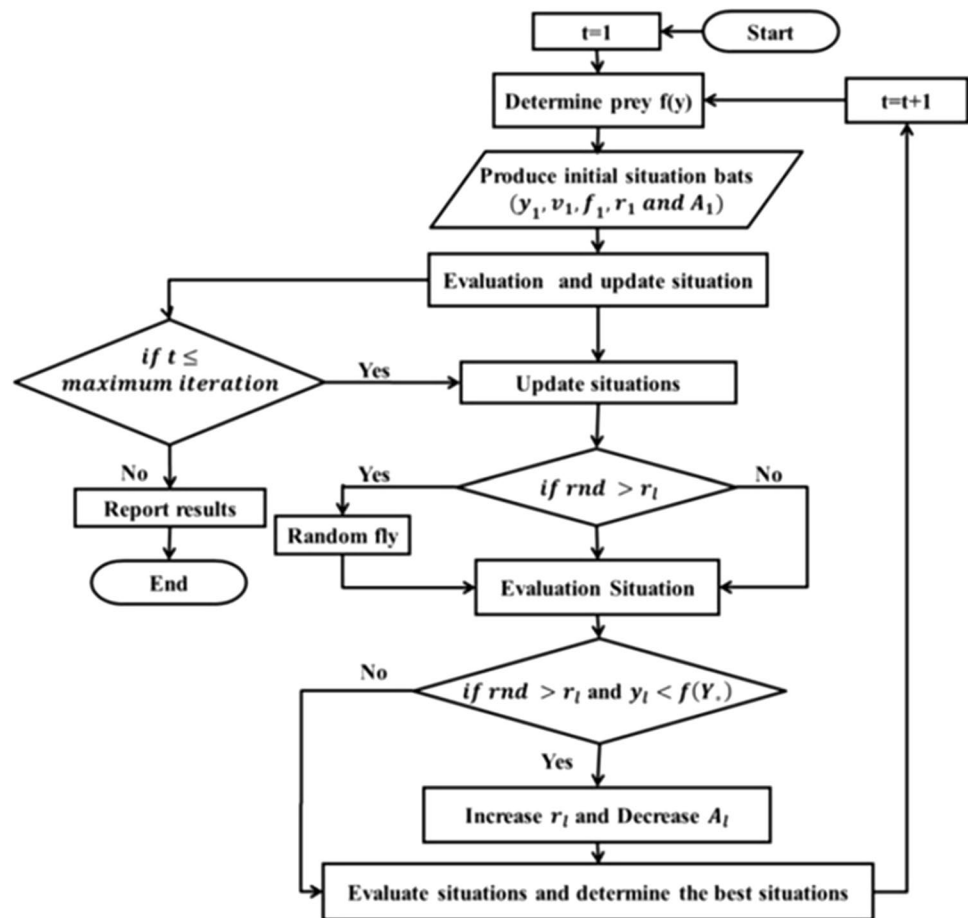 t=1
Start
Determine prey f(y)
t=t+1
Produce initial situation bats
(y₁, v₁, f₁, r₁ and A₁)
Evaluation and update situation
if t ≤
maximum iteration
Yes
Update situations
No
Report results
End
Yes
if rnd > rₗ
No
Random fly
Evaluation Situation
No
if rnd > rₗ and yₗ < f(Y.)
Yes
Increase rₗ and Decrease Aₗ
Evaluate situations and determine the best situations